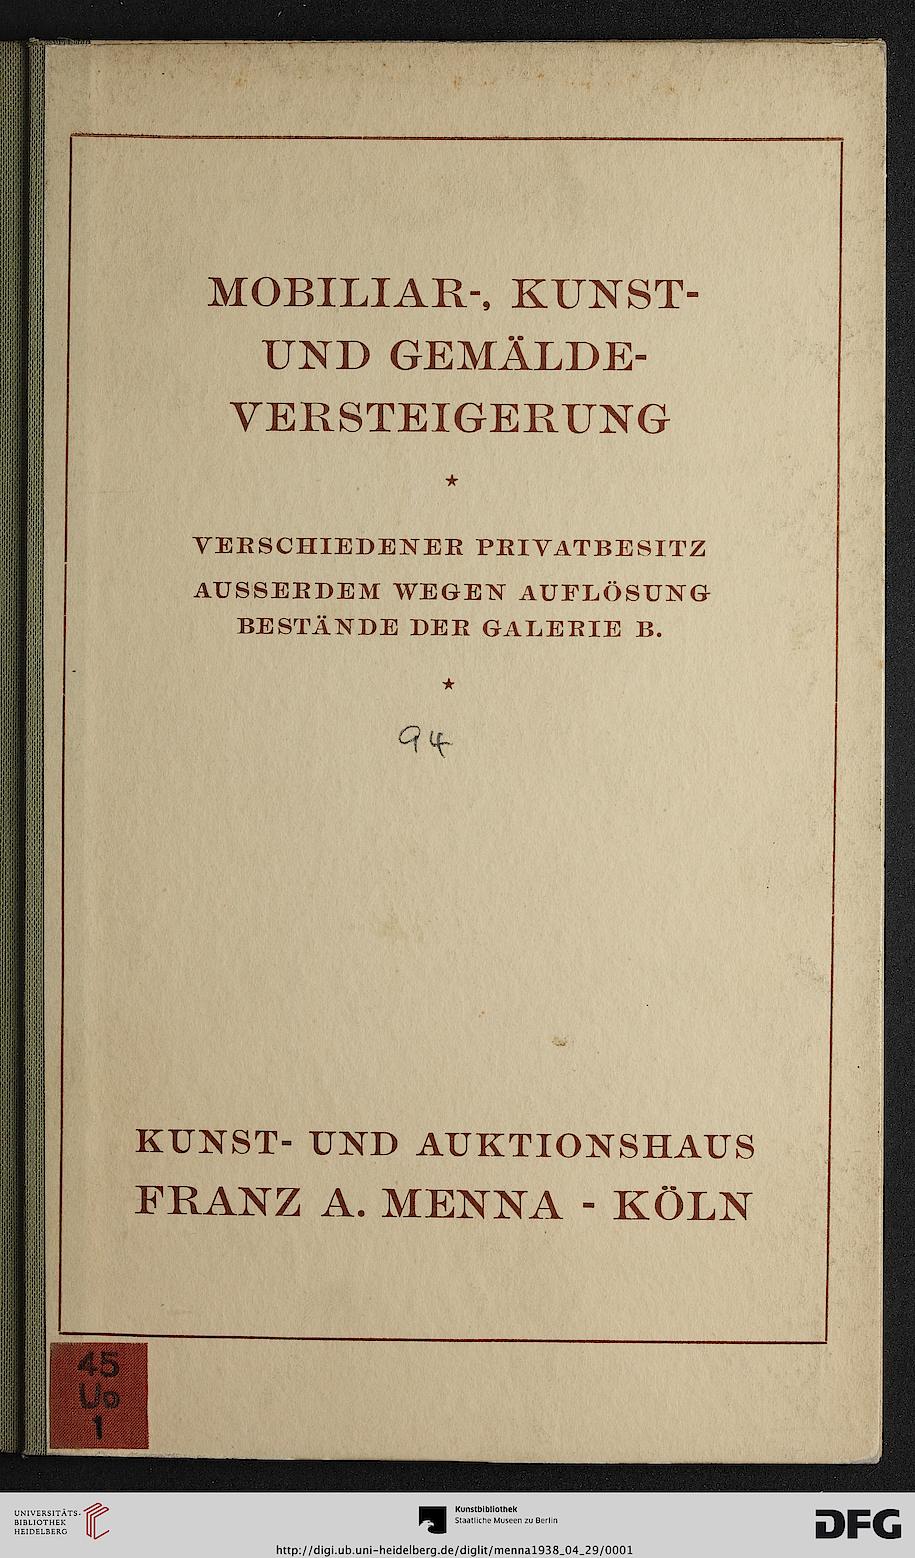 MOBILIAR-, KUNST-
UND GEMÄLDE-
VERSTEIGERUNG
★
VERSCHIEDENER PRIVATBESITZ
AUSSERDEM WEGEN AUFLÖSUNG
BESTÄNDE DER GALERIE B.
★
94
KUNST- UND AUKTIONSHAUS
FRANZ A. MENNA - KÖLN
45
Uo
1
UNIVERSITÄTS-
BIBLIOTHEK
HEIDELBERG
Kunstbibliothek
Staatliche Museen zu Berlin
DFG
http://digi.ub.uni-heidelberg.de/diglit/menna1938_04_29/0001